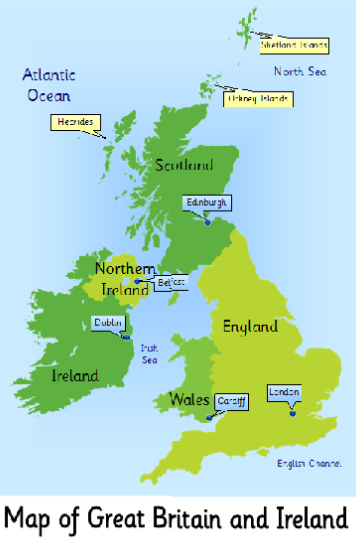 Shetland Islands
North Sea
Atlantic
Ocean
Orkney Islands
Hebrides
Scotland
Edinburgh
Northern
Ireland
Belfast
Dublin
England
Irish
Sea
Ireland
Wales
Cardiff
London
English Channel
Map of Great Britain and Ireland